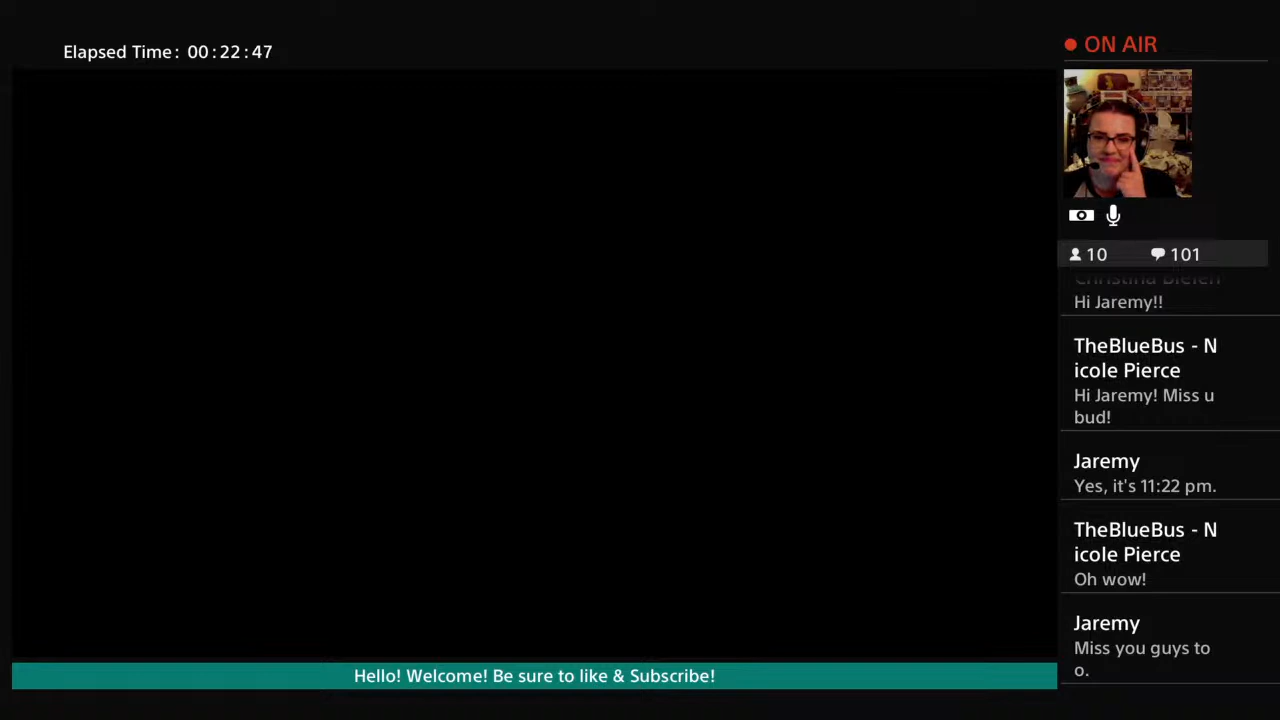 Elapsed Time: 00:22:47
ON AIR
10 101
Christina Biefen
Hi Jaremy!!
TheBlueBus - N
icole Pierce
Hi Jaremy! Miss u
bud!
Jaremy
Yes, it's 11:22 pm.
TheBlueBus - N
icole Pierce
Oh wow!
Jaremy
Miss you guys to
o.
Hello! Welcome! Be sure to like & Subscribe!